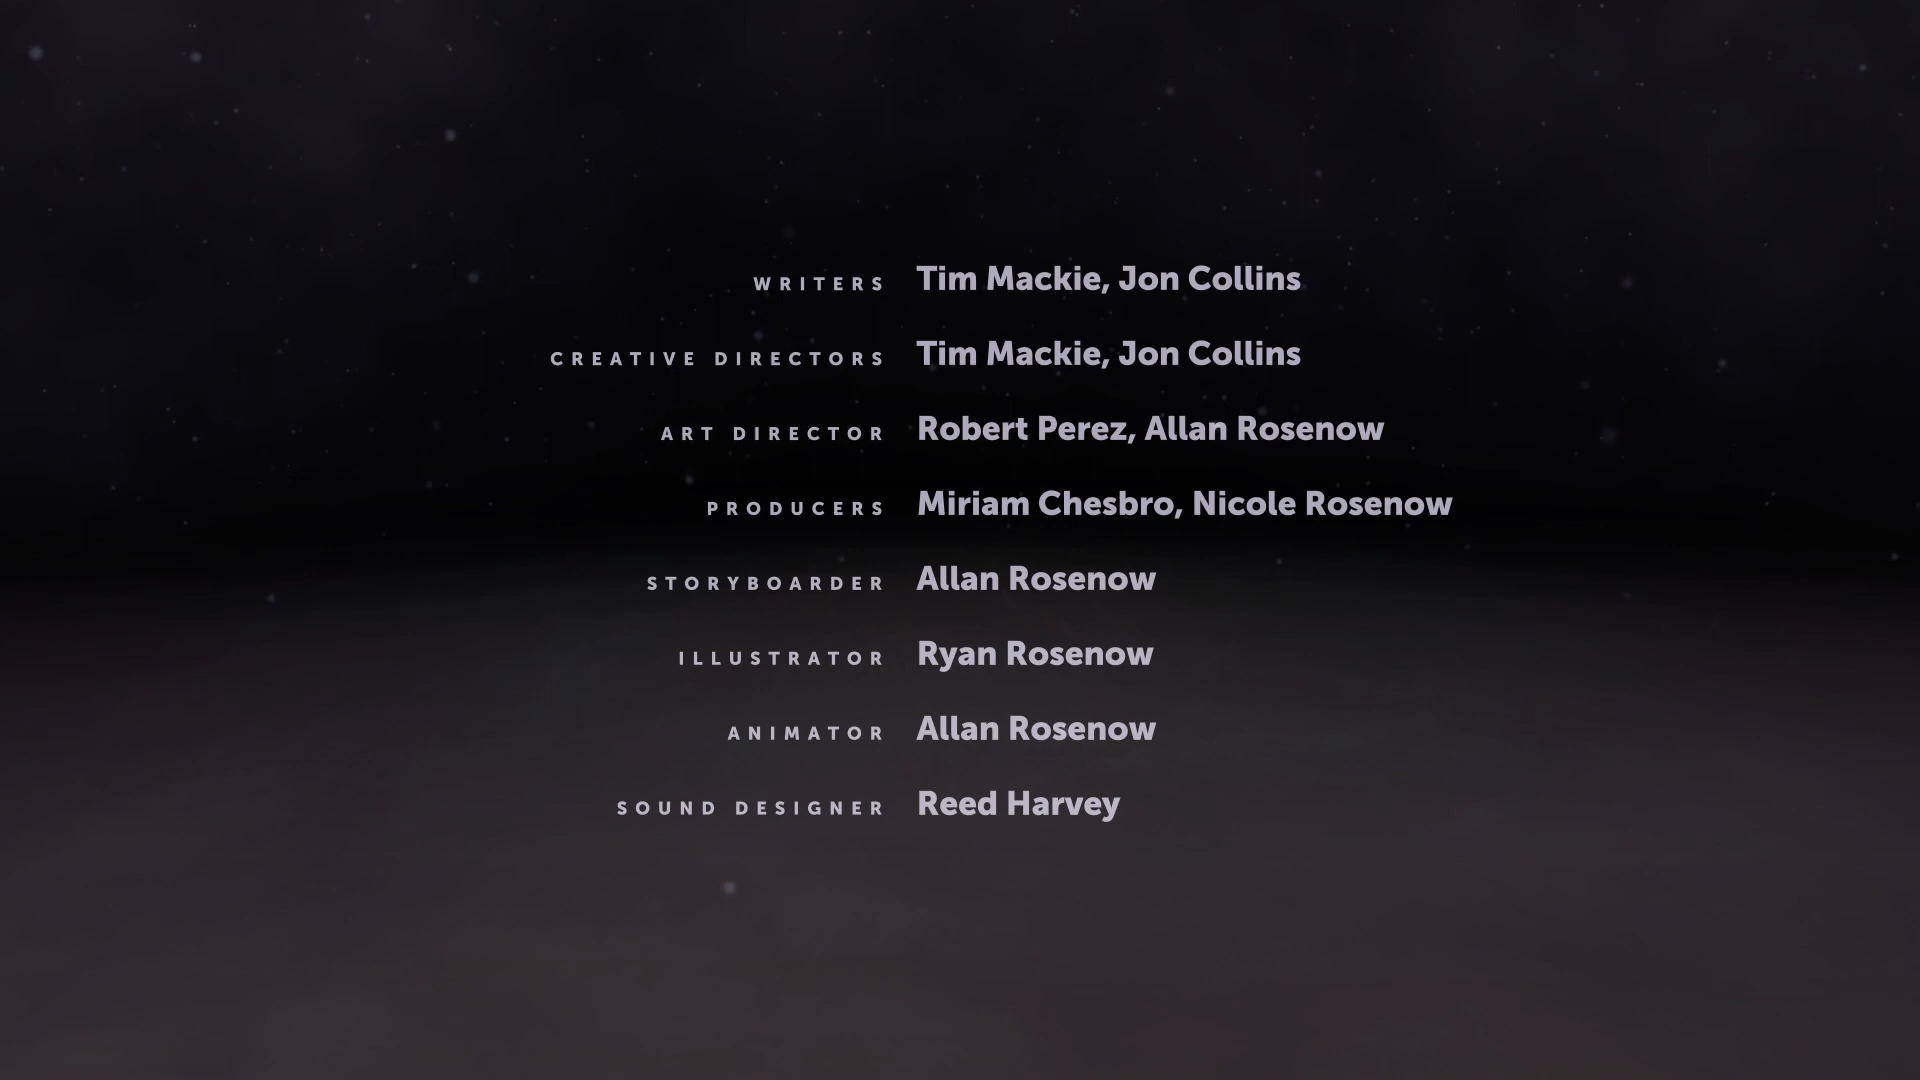 WRITERS Tim Mackie, Jon Collins
CREATIVE DIRECTORS Tim Mackie, Jon Collins
ART DIRECTOR Robert Perez, Allan Rosenow
PRODUCERS Miriam Chesbro, Nicole Rosenow
STORYBOARDER Allan Rosenow
ILLUSTRATOR Ryan Rosenow
ANIMATOR Allan Rosenow
SOUND DESIGNER Reed Harvey